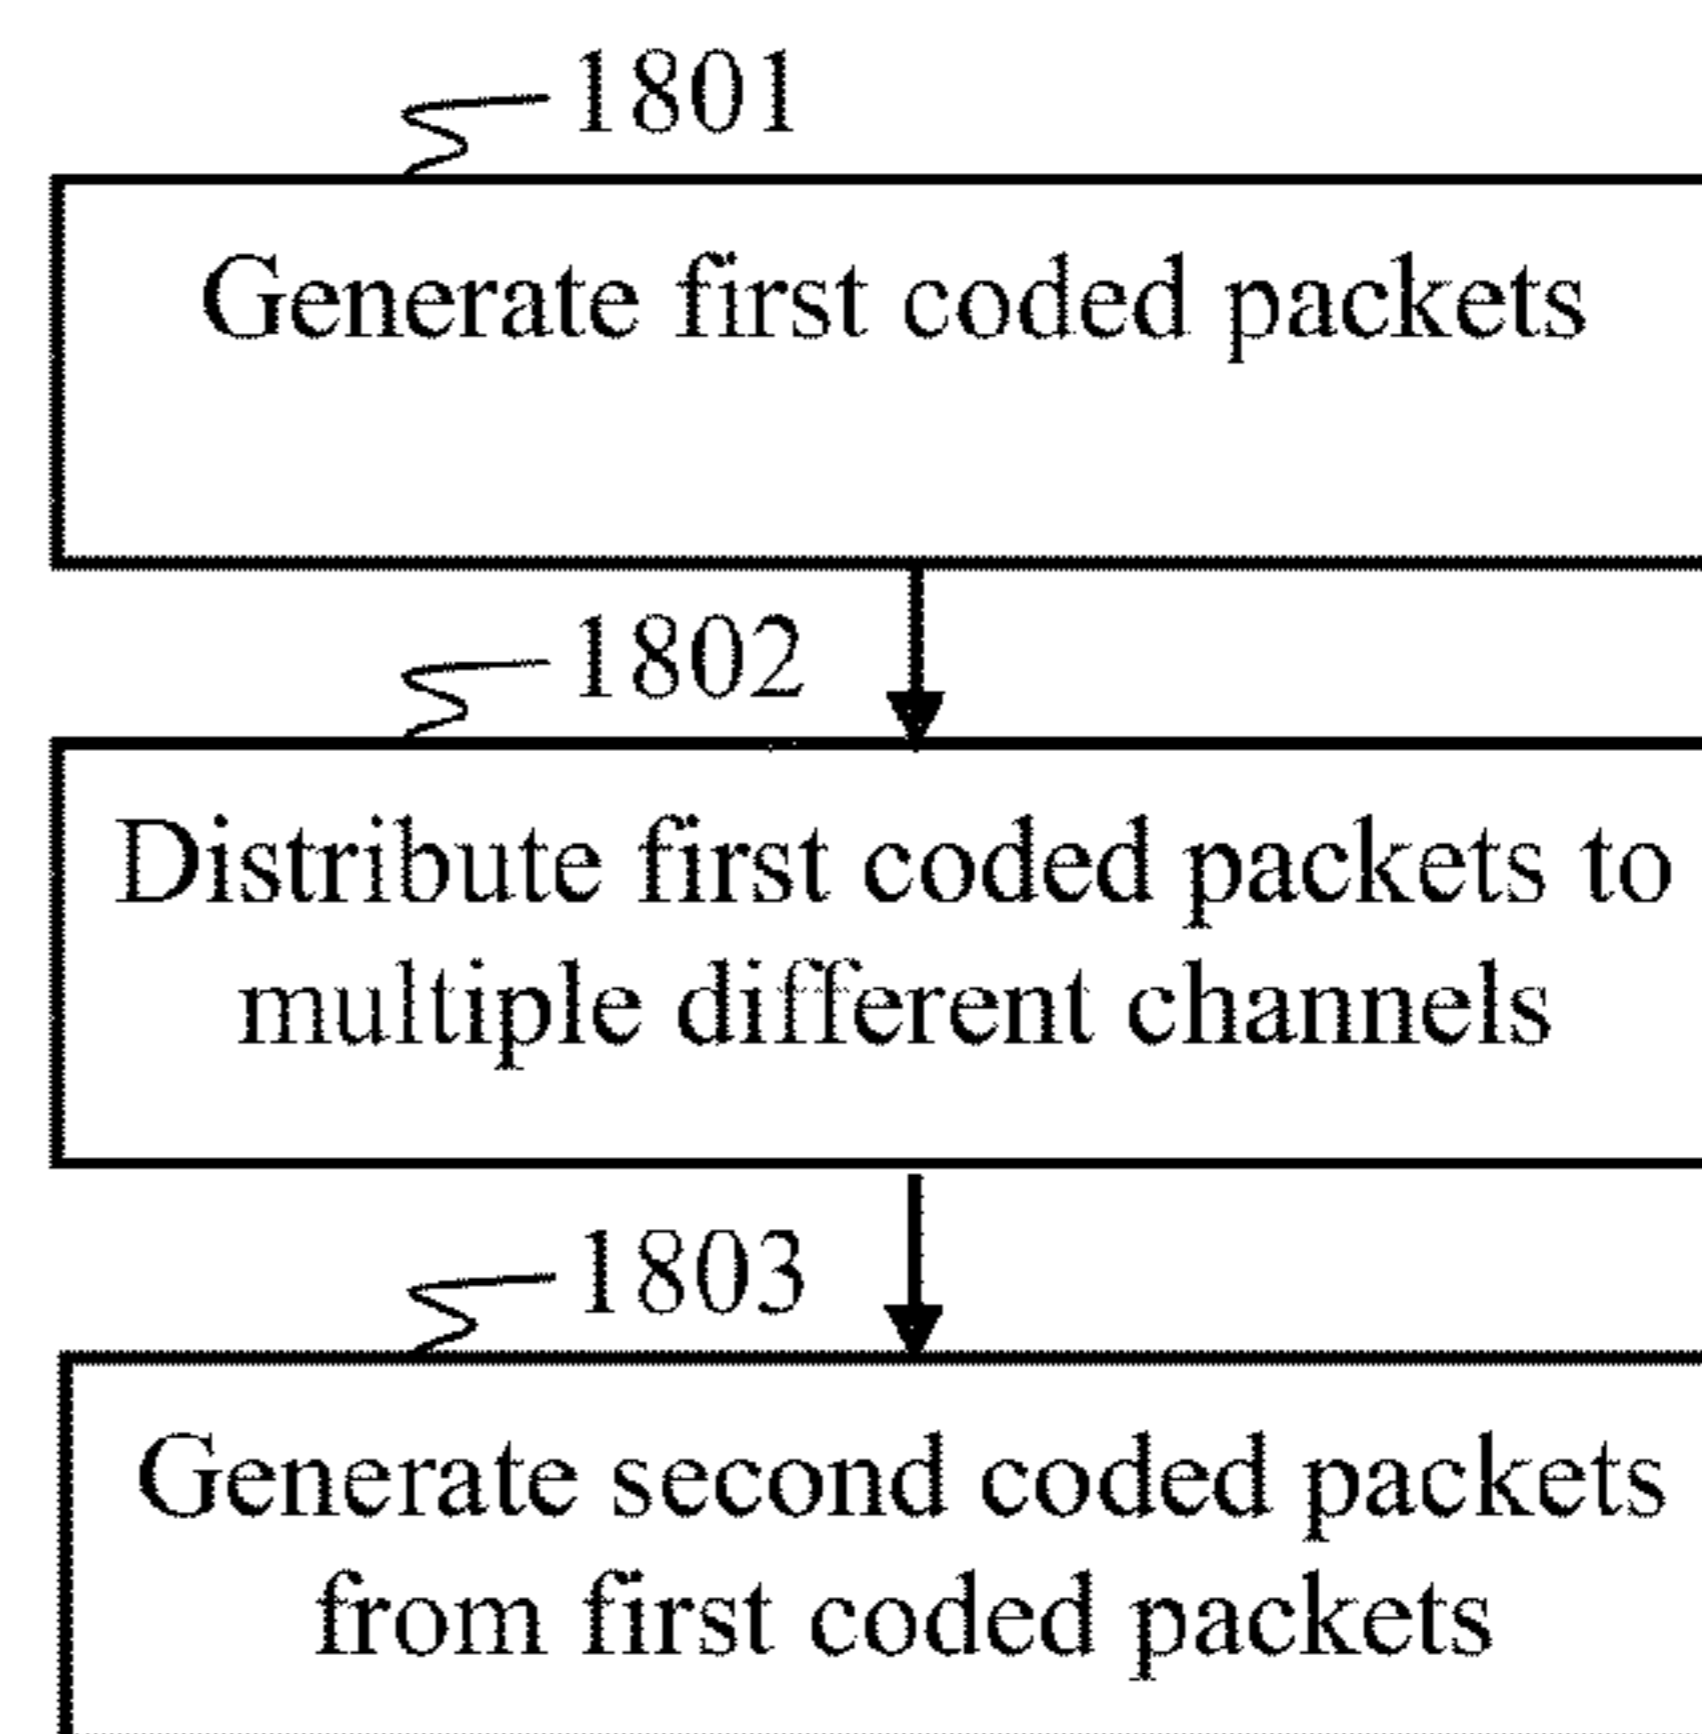 1801
Generate first coded packets
1802
Distribute first coded packets to
multiple different channels
1803
Generate second coded packets
from first coded packets